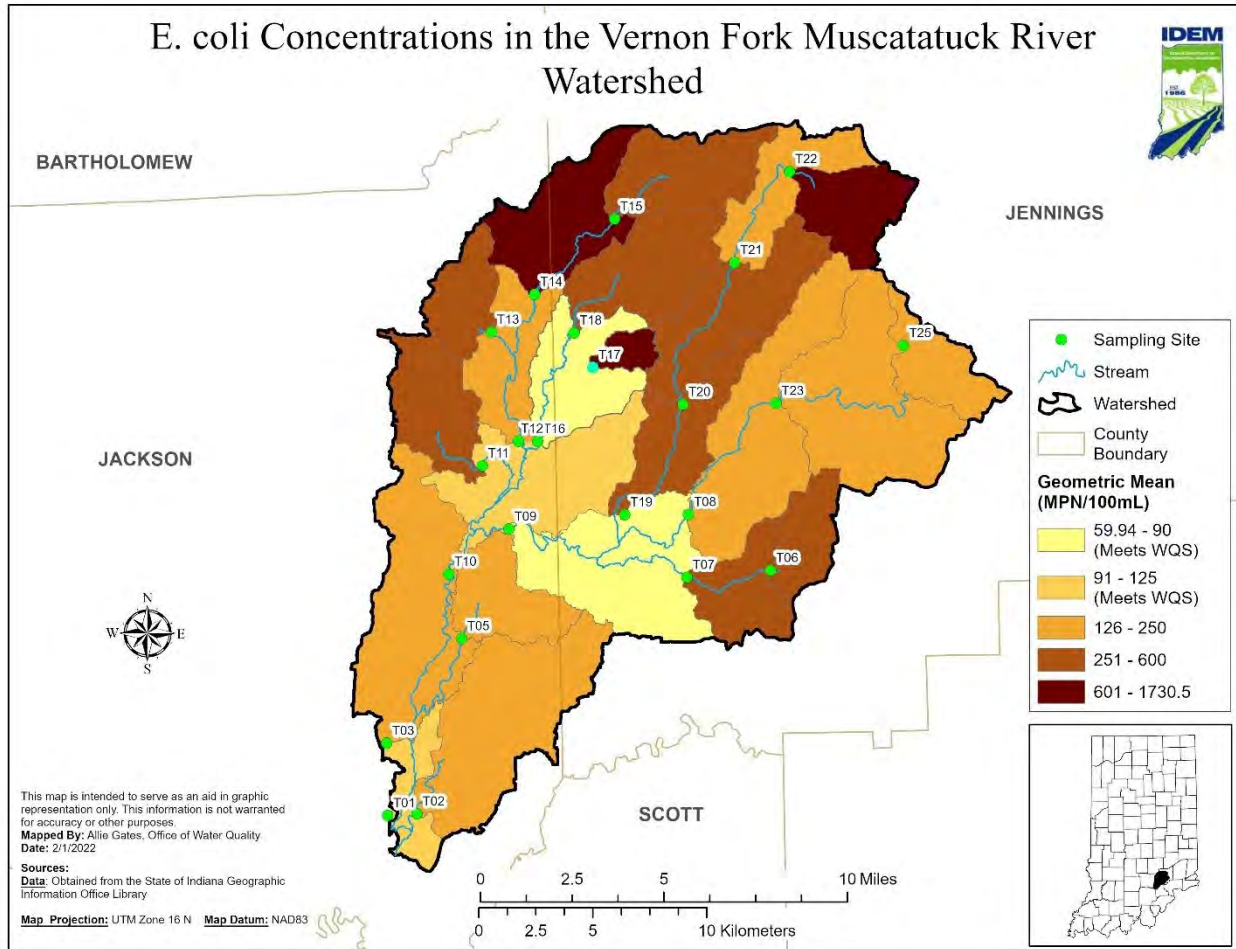 E. coli Concentrations in the Vernon Fork Muscatatuck River
Watershed
IDEM
EST.
1986
BARTHOLOMEW
JENNINGS
JACKSON
SCOTT
T22
T15
T21
T14
T13
T18
T17
T25
T20
T23
T12
T16
T11
T19
T08
T09
T10
T07
T06
T05
T03
T01
T02
N
W
E
S
Sampling Site
Stream
Watershed
County
Boundary
Geometric Mean
(MPN/100mL)
59.94 - 90
(Meets WQS)
91 - 125
(Meets WQS)
126 - 250
251 - 600
601 - 1730.5
This map is intended to serve as an aid in graphic
representation only. This information is not warranted
for accuracy or other purposes.
Mapped By: Allie Gates, Office of Water Quality
Date: 2/1/2022
Sources:
Data: Obtained from the State of Indiana Geographic
Information Office Library
Map Projection: UTM Zone 16 N Map Datum: NAD83
0 2.5 5 10 Miles
0 2.5 5 10 Kilometers